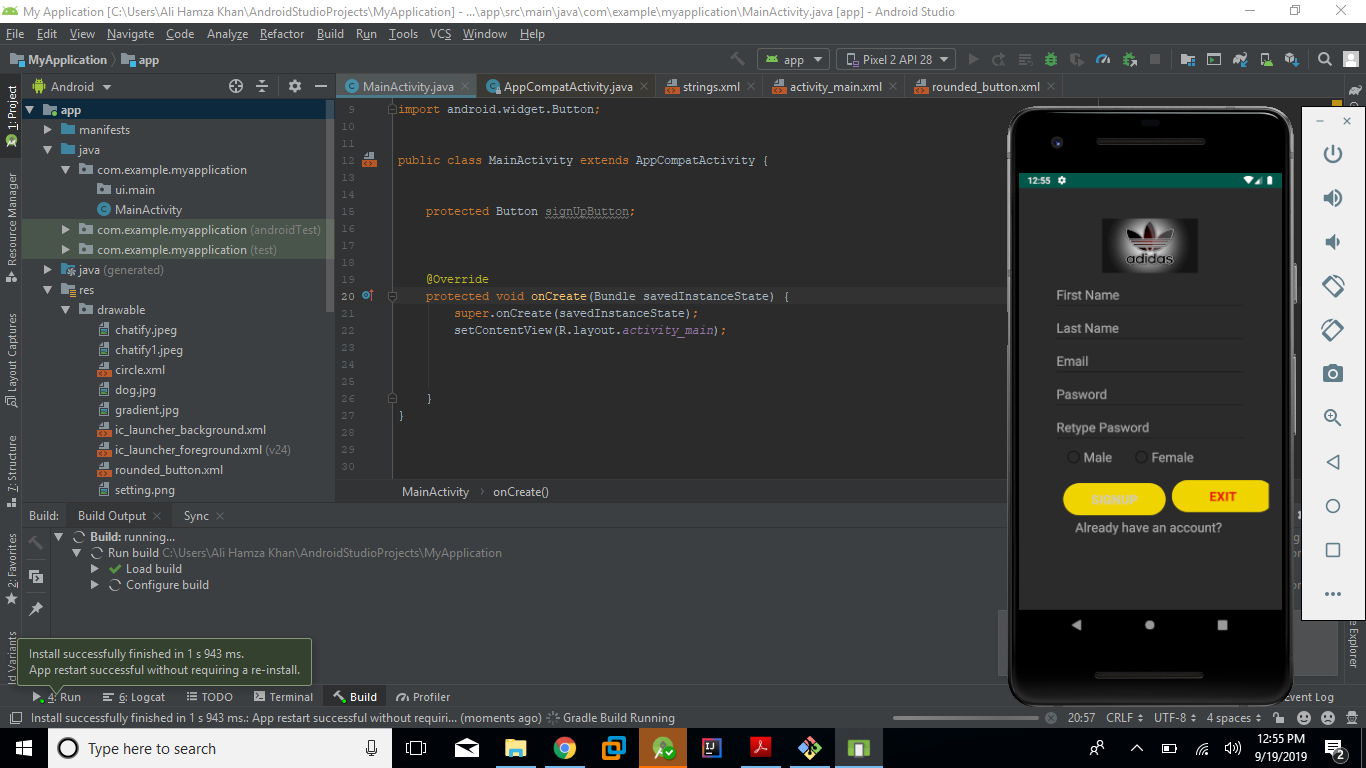 My Application [C:\Users\Ali Hamza Khan\AndroidStudioProjects\MyApplication] - ...\app\src\main\java\com\example\myapplication\MainActivity.java [app] - Android Studio
File Edit View Navigate Code Analyze Refactor Build Run Tools VCS Window Help
MyApplication app
app
Pixel 2 API 28
Android
MainActivity.java
AppCompatActivity.java
strings.xml
activity_main.xml
rounded_button.xml
1: Project
Resource Manager
Layout Captures
7: Structure
2: Favorites
app
manifests
java
com.example.myapplication
ui.main
MainActivity
com.example.myapplication (androidTest)
com.example.myapplication (test)
java (generated)
res
drawable
chatify.jpeg
chatify1.jpeg
circle.xml
dog.jpg
gradient.jpg
ic_launcher_background.xml
ic_launcher_foreground.xml (v24)
rounded_button.xml
setting.png
9 import android.widget.Button;
10
11
12 public class MainActivity extends AppCompatActivity {
13
14
15 protected Button signUpButton;
16
17
18
19 @Override
20 protected void onCreate(Bundle savedInstanceState) {
21 super.onCreate(savedInstanceState);
22 setContentView(R.layout.activity_main);
23
24
25
26 }
27 }
28
29
30
MainActivity onCreate()
12:55
adidas
First Name
Last Name
Email
Pasword
Retype Pasword
Male Female
SIGNUP EXIT
Already have an account?
Build: Build Output Sync
Build: running...
Run build C:\Users\Ali Hamza Khan\AndroidStudioProjects\MyApplication
Load build
Configure build
Install successfully finished in 1 s 943 ms.
App restart successful without requiring a re-install.
4: Run 6: Logcat TODO Terminal Build Profiler
Event Log
Install successfully finished in 1 s 943 ms.: App restart successful without requiri... (moments ago) Gradle Build Running
20:57 CRLF UTF-8 4 spaces
Type here to search
12:55 PM
9/19/2019
2